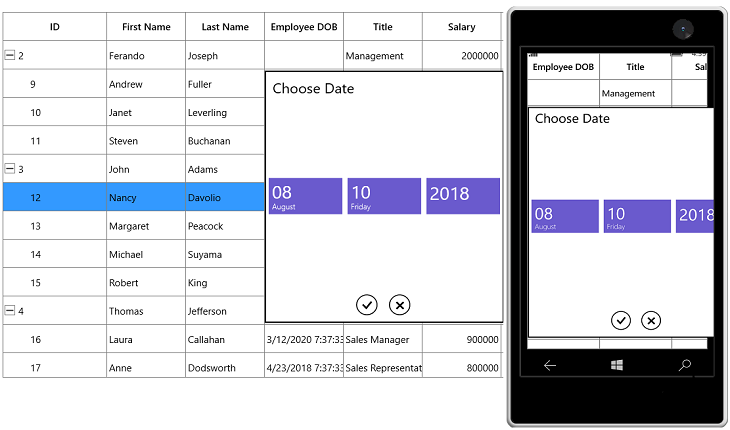 ID First Name Last Name Employee DOB Title Salary
2 Ferando Joseph Management 2000000
9 Andrew Fuller
10 Janet Leverling
11 Steven Buchanan
3 John Adams
12 Nancy Davolio
13 Margaret Peacock
14 Michael Suyama
15 Robert King
4 Thomas Jefferson
16 Laura Callahan 3/12/2020 7:37:33 Sales Manager 900000
17 Anne Dodsworth 4/23/2018 7:37:33 Sales Representat 800000
Choose Date
08 10 2018
August Friday
Employee DOB Title Sal
Management
Choose Date
08 10 2018
August Friday